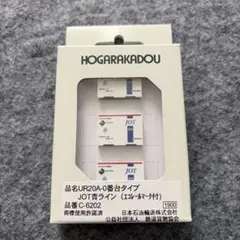 HOGARAKADOU
JOT
JOT
JOT
品名UR20A-0番台タイプ
JOT青ライン（エコレールマーク付）
品番C-6202
1900
商標使用許諾済
日本石油輸送株式会社
公益社団法人 鉄道貨物協会